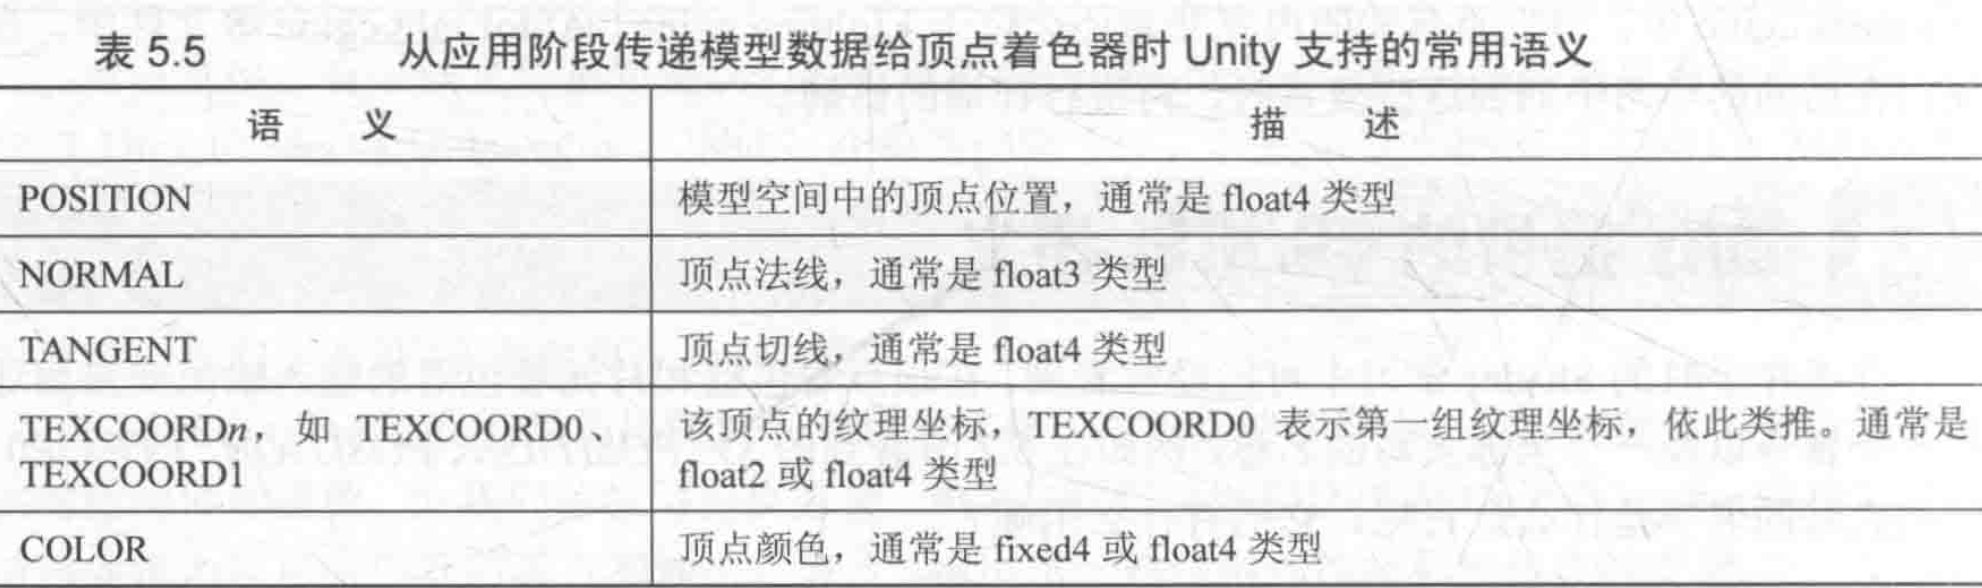 表 5.5 从应用阶段传递模型数据给顶点着色器时 Unity 支持的常用语义
语 义 描 述
POSITION 模型空间中的顶点位置，通常是 float4 类型
NORMAL 顶点法线，通常是 float3 类型
TANGENT 顶点切线，通常是 float4 类型
TEXCOORDn，如 TEXCOORD0、 该顶点的纹理坐标，TEXCOORD0 表示第一组纹理坐标，依此类推。通常是
TEXCOORD1 float2 或 float4 类型
COLOR 顶点颜色，通常是 fixed4 或 float4 类型